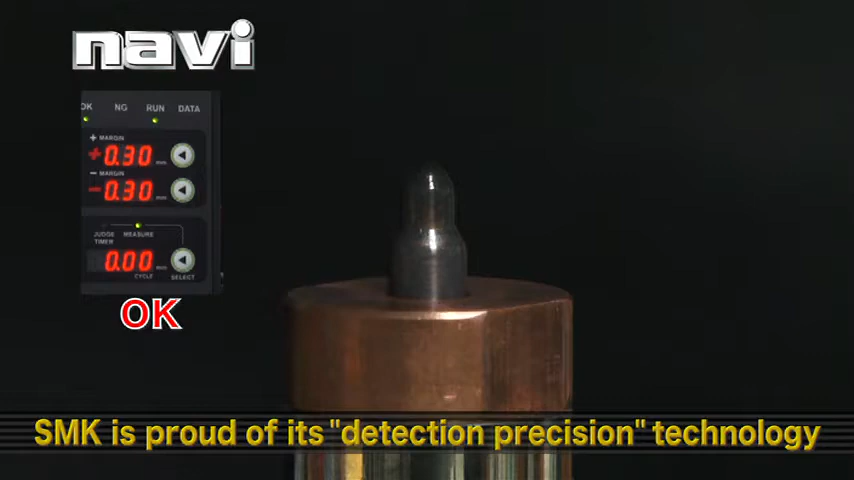 navi
OK NG RUN DATA
+ MARGIN
+0.30 mm
- MARGIN
-0.30 mm
JUDGE TIMER MEASURE
0.00 mm
CYCLE SELECT
OK
SMK is proud of its "detection precision" technology